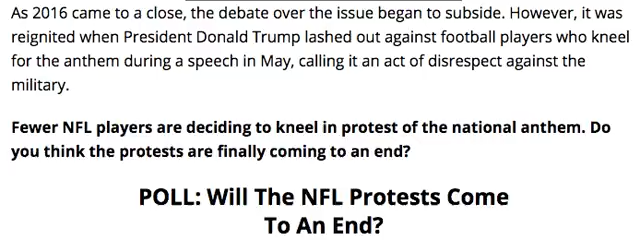 As 2016 came to a close, the debate over the issue began to subside. However, it was
reignited when President Donald Trump lashed out against football players who kneel
for the anthem during a speech in May, calling it an act of disrespect against the
military.
Fewer NFL players are deciding to kneel in protest of the national anthem. Do
you think the protests are finally coming to an end?
POLL: Will The NFL Protests Come
To An End?